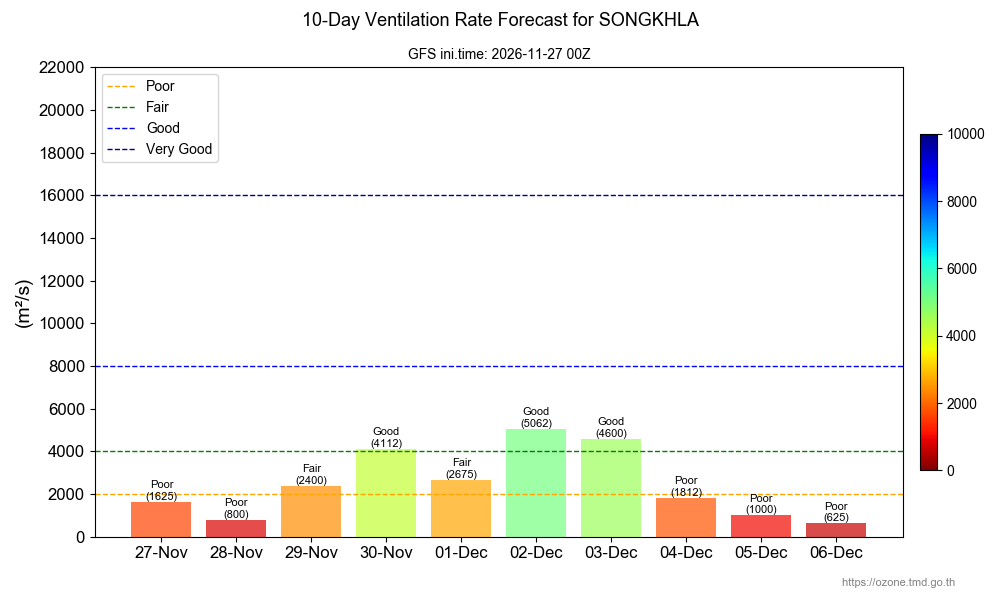 10-Day Ventilation Rate Forecast for SONGKHLA
GFS ini.time: 2026-11-27 00Z
22000
20000
18000
16000
14000
12000
10000
8000
6000
4000
2000
0
(m²/s)
Poor
Fair
Good
Very Good
Poor
(1625)
Poor
(800)
Fair
(2400)
Good
(4112)
Fair
(2675)
Good
(5062)
Good
(4600)
Poor
(1812)
Poor
(1000)
Poor
(625)
27-Nov
28-Nov
29-Nov
30-Nov
01-Dec
02-Dec
03-Dec
04-Dec
05-Dec
06-Dec
10000
8000
6000
4000
2000
0
https://ozone.tmd.go.th